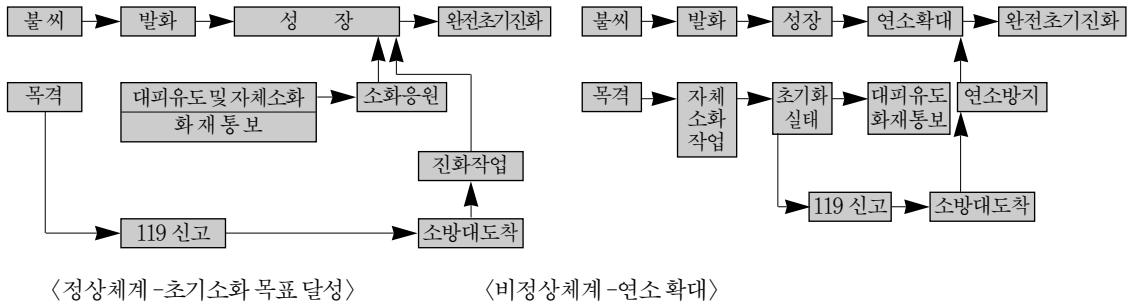 불씨 발화 성 장 완전초기진화 불씨 발화 성장 연소확대 완전초기진화
목격 대피유도및자체소화 소화응원 목격 자체 초기화 대피유도 연소방지
화재통보 소화 실태 화재통보
작업
진화작업
119 신고 소방대도착 119 신고 소방대도착
〈정상체계-초기소화 목표 달성〉 〈비정상체계-연소 확대〉